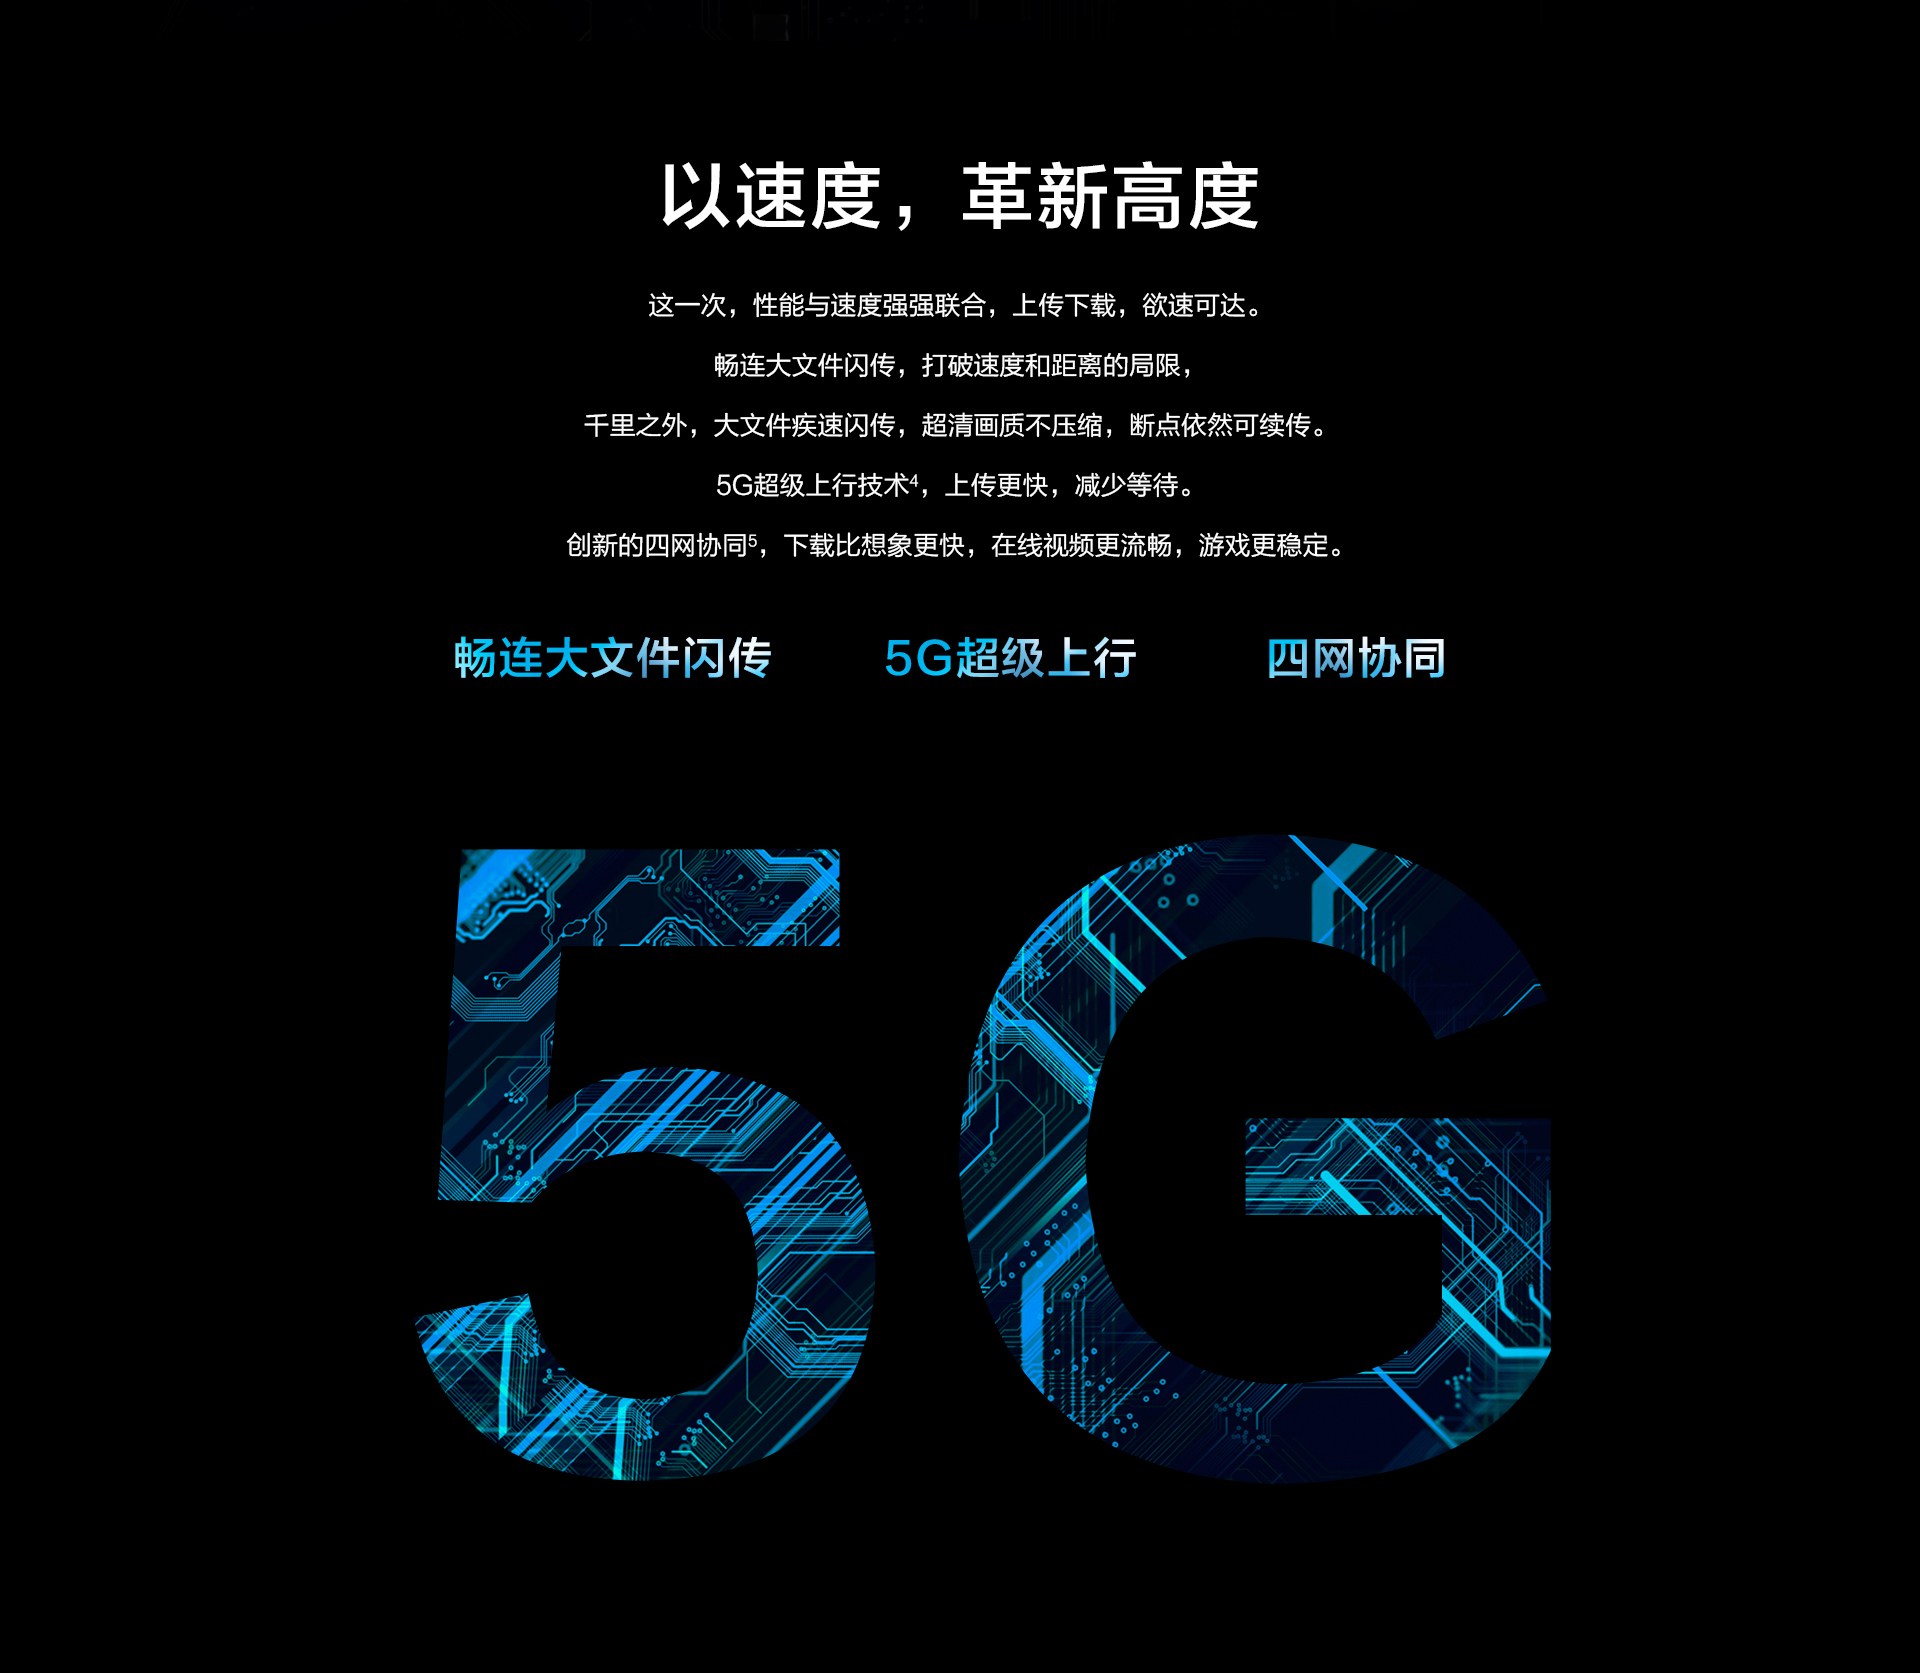 以速度，革新高度
这一次，性能与速度强强联合，上传下载，欲速可达。
畅连大文件闪传，打破速度和距离的局限，
千里之外，大文件疾速闪传，超清画质不压缩，断点依然可续传。
5G超级上行技术⁴，上传更快，减少等待。
创新的四网协同⁵，下载比想象更快，在线视频更流畅，游戏更稳定。
畅连大文件闪传 5G超级上行 四网协同
5G